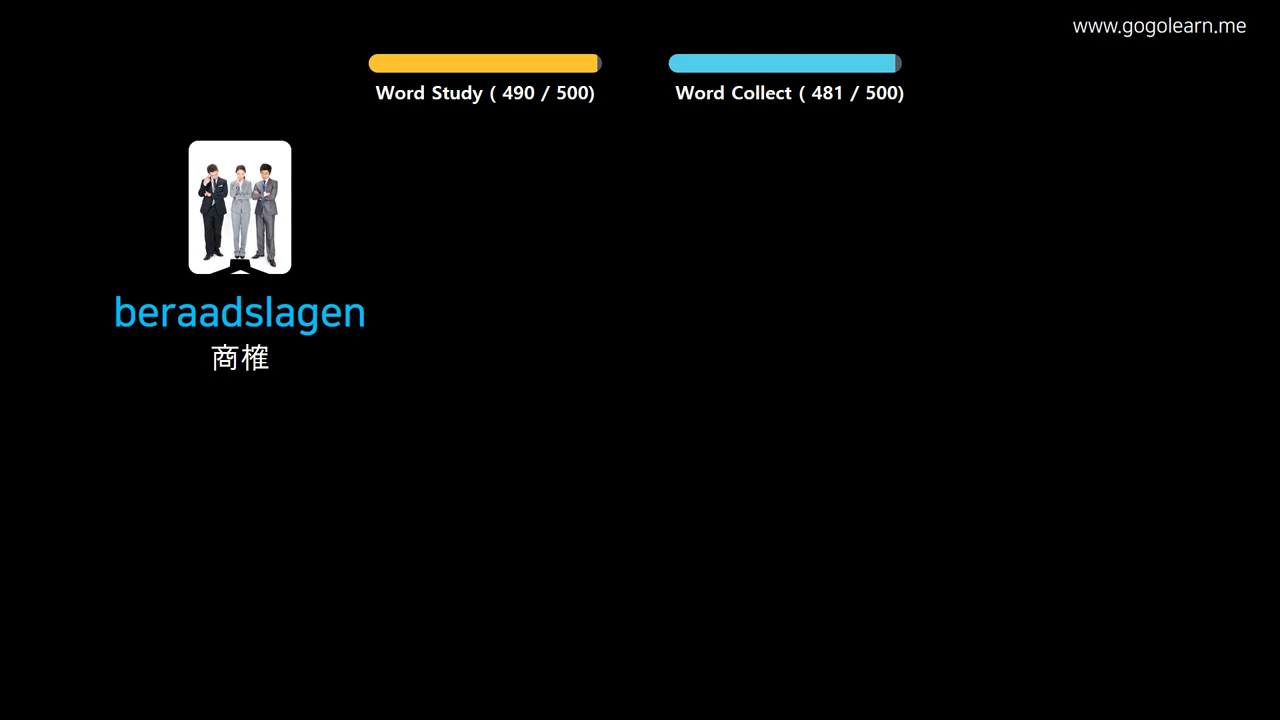 www.gogolearn.me
Word Study ( 490 / 500)
Word Collect ( 481 / 500)
beraadslagen
商榷